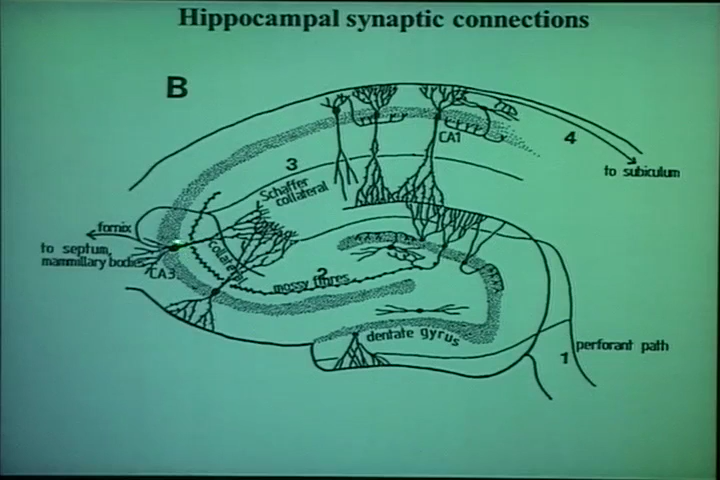 Hippocampal synaptic connections
B
CA1
4
to subiculum
3
Schaffer
collateral
fornix
to septum,
mammillary bodies
CA3
collateral
2
mossy fibres
dentate gyrus
1
perforant path